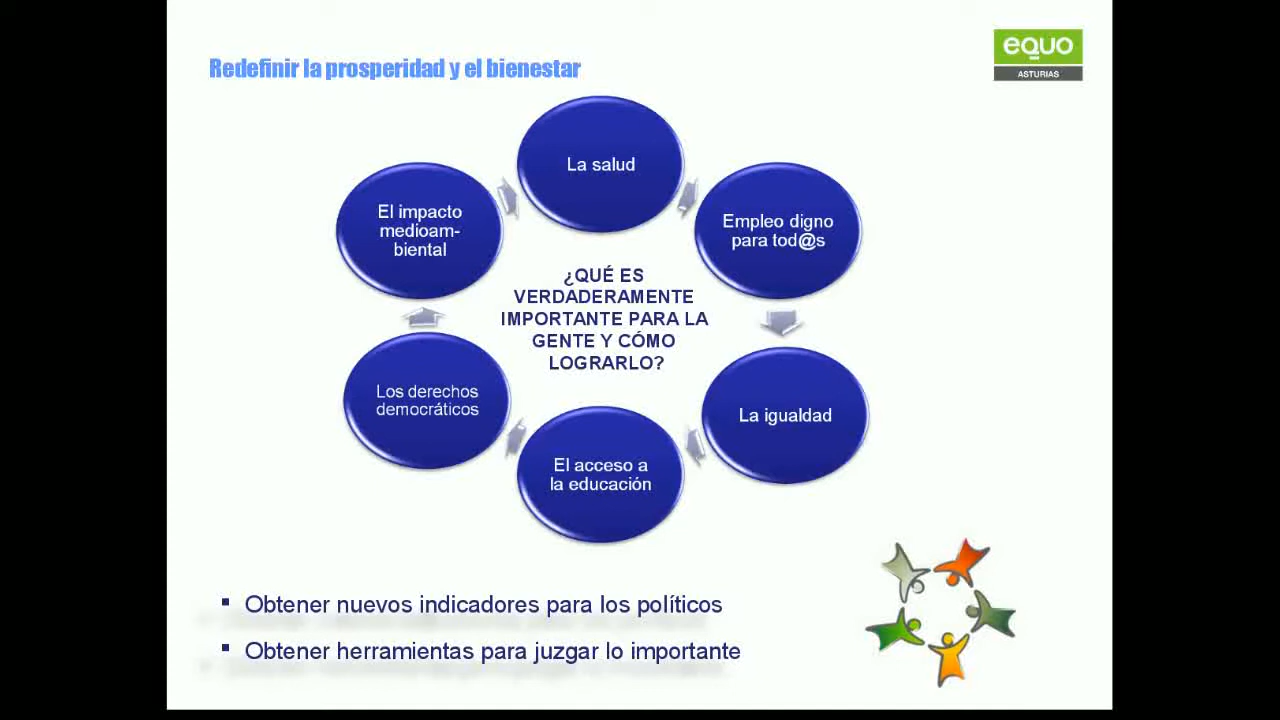 Redefinir la prosperidad y el bienestar
equo
ASTURIAS
La salud
Empleo digno
para tod@s
La igualdad
El acceso a
la educación
Los derechos
democráticos
El impacto
medioam-
biental
¿QUÉ ES
VERDADERAMENTE
IMPORTANTE PARA LA
GENTE Y CÓMO
LOGRARLO?
▪ Obtener nuevos indicadores para los políticos
▪ Obtener herramientas para juzgar lo importante